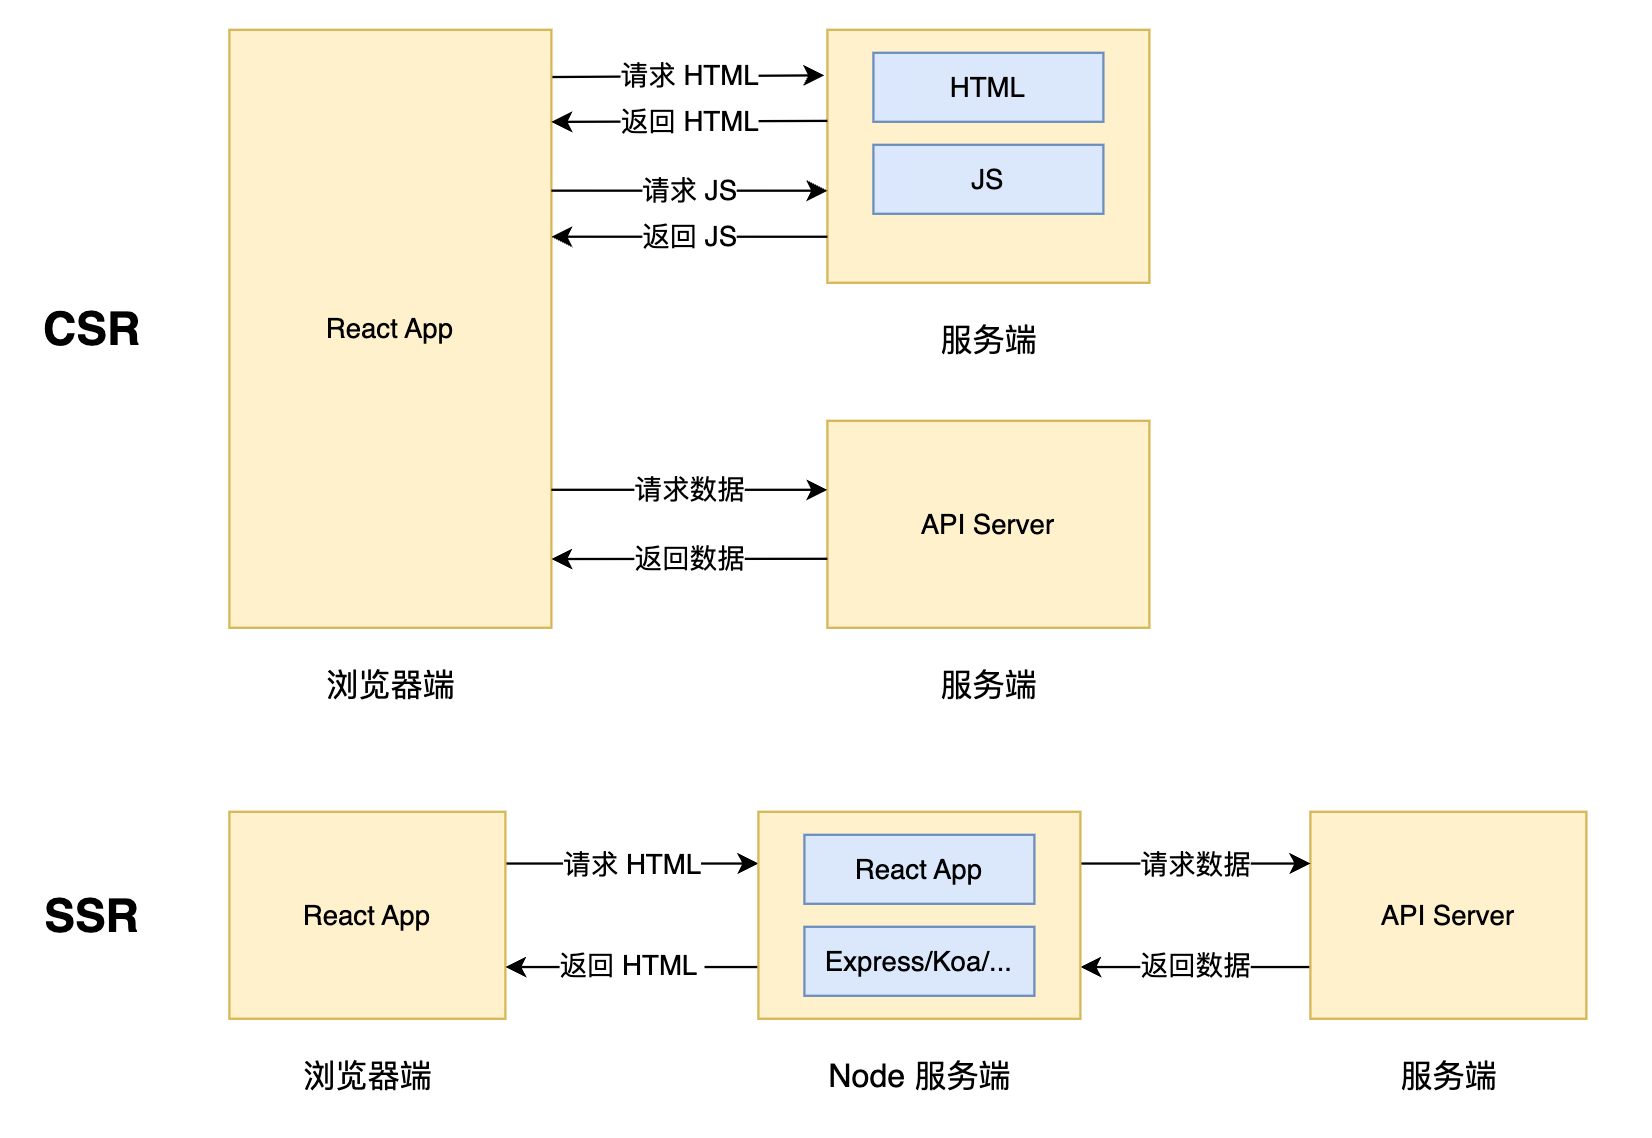 CSR
React App
浏览器端
请求 HTML
返回 HTML
请求 JS
返回 JS
HTML
JS
服务端
请求数据
返回数据
API Server
服务端
SSR
React App
浏览器端
请求 HTML
返回 HTML
React App
Express/Koa/...
Node 服务端
请求数据
返回数据
API Server
服务端